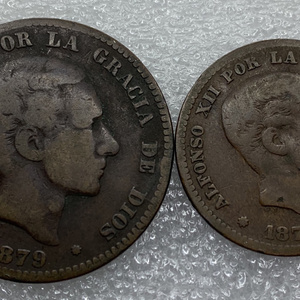 POR LA GRACIA DE DIOS
1879
ALFONSO XII POR LA
187